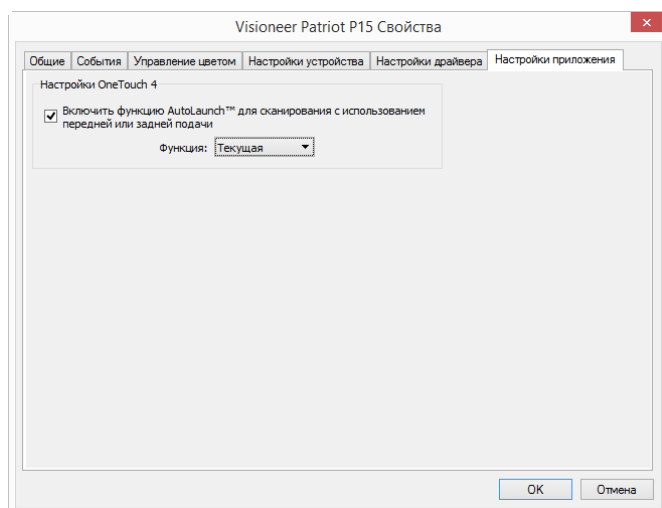 Visioneer Patriot P15 Свойства
Общие События Управление цветом Настройки устройства Настройки драйвера Настройки приложения
Настройки OneTouch 4
Включить функцию AutoLaunch™ для сканирования с использованием
передней или задней подачи
Функция: Текущая
OK Отмена